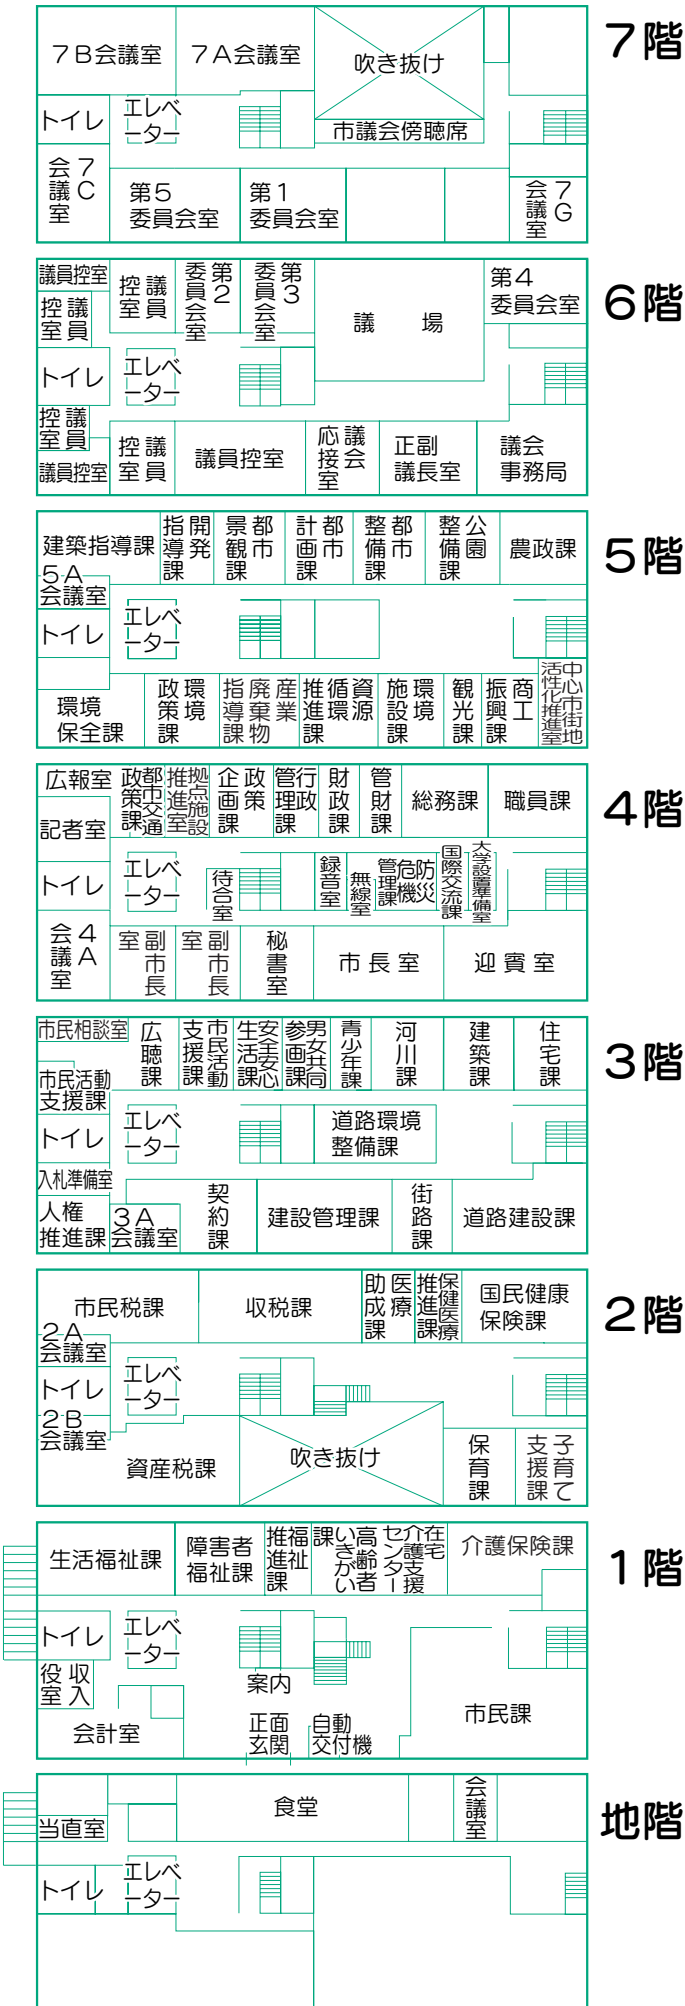 7階
7B会議室
7A会議室
吹き抜け
市議会傍聴席
トイレ
エレベ
ーター
7C
会議室
第5
委員会室
第1
委員会室
7G
会議室
6階
議員控室
議員
控室
議員
控室
第2
委員会室
第3
委員会室
議 場
第4
委員会室
トイレ
エレベ
ーター
議員
控室
議員控室
議員
控室
議員控室
議会
応接室
正副
議長室
議会
事務局
5階
建築指導課
開発
指導課
都市
景観課
都市
計画課
都市
整備課
公園
整備課
農政課
5A
会議室
トイレ
エレベ
ーター
環境
保全課
環境
政策課
産業
廃棄物
指導課
資源
循環
推進課
環境
施設課
観光課
商工
振興課
中心市街地
活性化推進室
4階
広報室
都市交通
政策課
拠点施設
推進室
政策
企画課
行政
管理課
財政課
管財課
総務課
職員課
記者室
トイレ
エレベ
ーター
待合室
録音室
無線室
防災
危機
管理課
国際交流課
大学設置準備室
4A
会議室
副市長
室
副市長
室
秘書室
市長室
迎賓室
3階
市民相談室
広聴課
市民活動
支援課
安全安心
生活課
男女共同
参画課
青少年課
河川課
建築課
住宅課
市民活動
支援課
トイレ
エレベ
ーター
道路環境
整備課
入札準備室
人権
推進課
3A
会議室
契約課
建設管理課
街路課
道路建設課
2階
市民税課
収税課
医療
助成課
保健医療
推進課
国民健康
保険課
2A
会議室
トイレ
エレベ
ーター
2B
会議室
資産税課
吹き抜け
保育課
子育て
支援課
1階
生活福祉課
障害者
福祉課
福祉
推進課
高齢者
いきがい
課
在宅
介護支援
センター
介護保険課
トイレ
エレベ
ーター
収入
役室
会計室
案内
正面
玄関
自動
交付機
市民課
地階
食堂
会議室
当直室
トイレ
エレベ
ーター